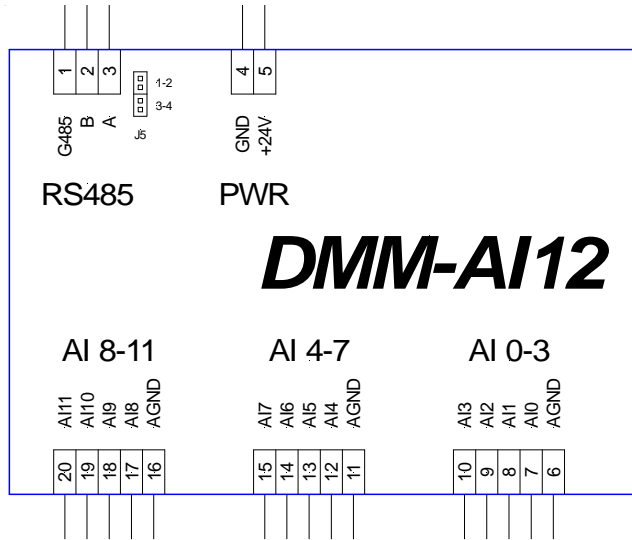 1 2 3 4 5
1-2
3-4
J5
G485 B A GND +24V
RS485 PWR
DMM-AI12
AI 8-11 AI 4-7 AI 0-3
AI11 AI10 AI9 AI8 AGND AI7 AI6 AI5 AI4 AGND AI3 AI2 AI1 AI0 AGND
20 19 18 17 16 15 14 13 12 11 10 9 8 7 6